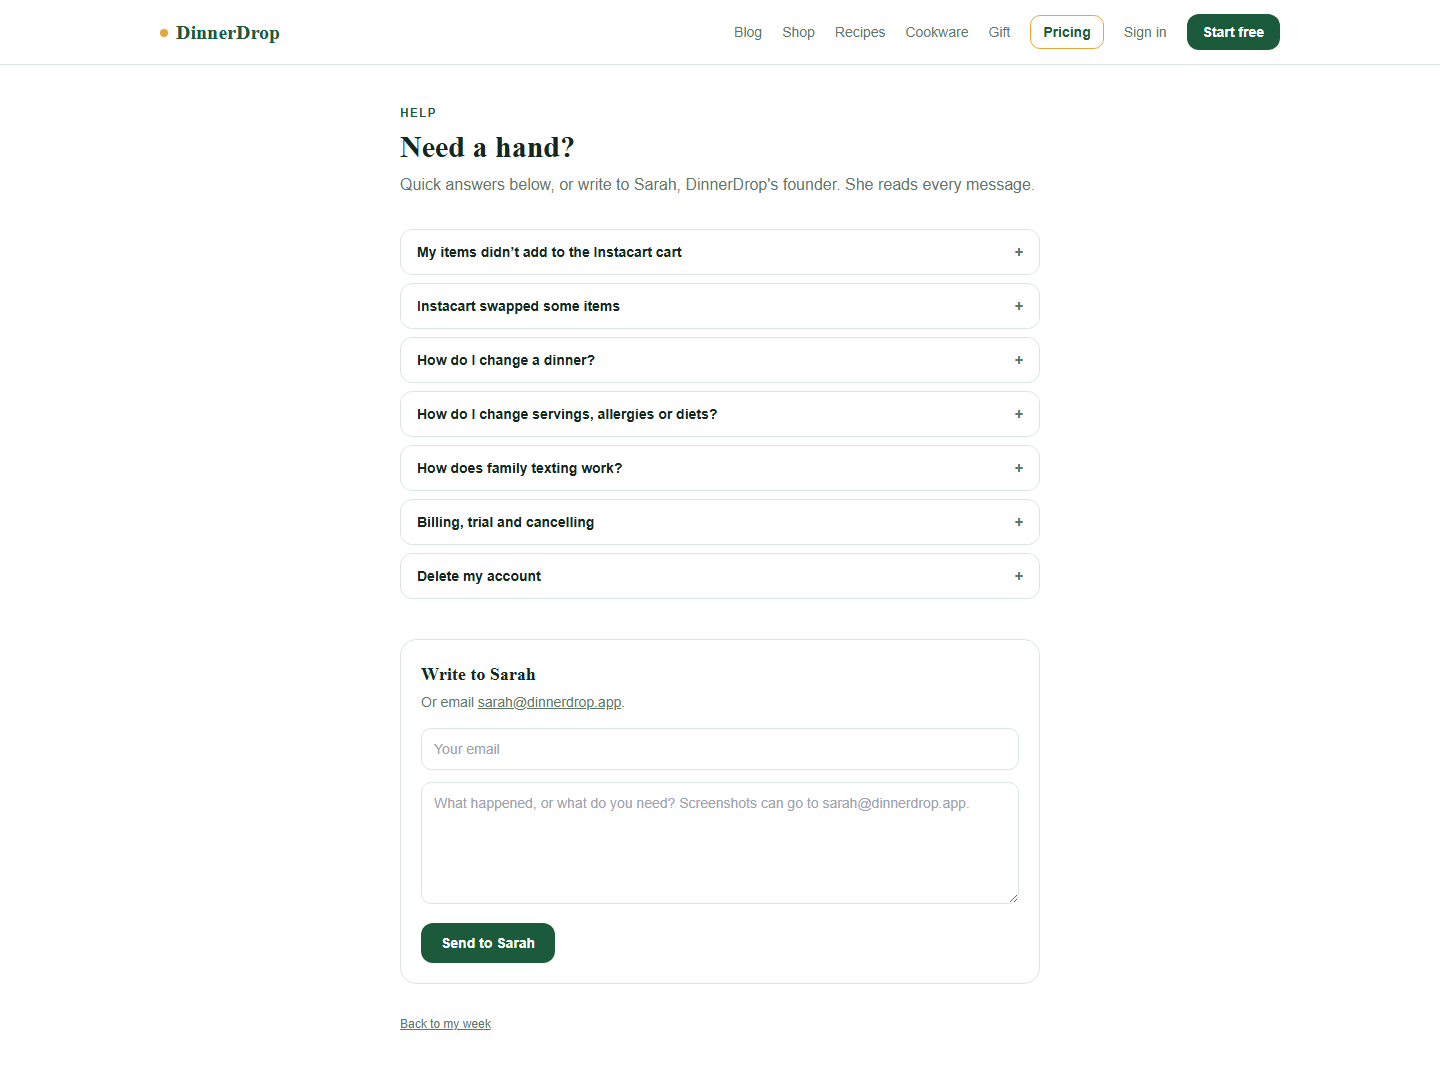 DinnerDrop
Blog
Shop
Recipes
Cookware
Gift
Pricing
Sign in
Start free
HELP
Need a hand?
Quick answers below, or write to Sarah, DinnerDrop's founder. She reads every message.
My items didn’t add to the Instacart cart +
Instacart swapped some items +
How do I change a dinner? +
How do I change servings, allergies or diets? +
How does family texting work? +
Billing, trial and cancelling +
Delete my account +
Write to Sarah
Or email sarah@dinnerdrop.app.
Your email
What happened, or what do you need? Screenshots can go to sarah@dinnerdrop.app.
Send to Sarah
Back to my week